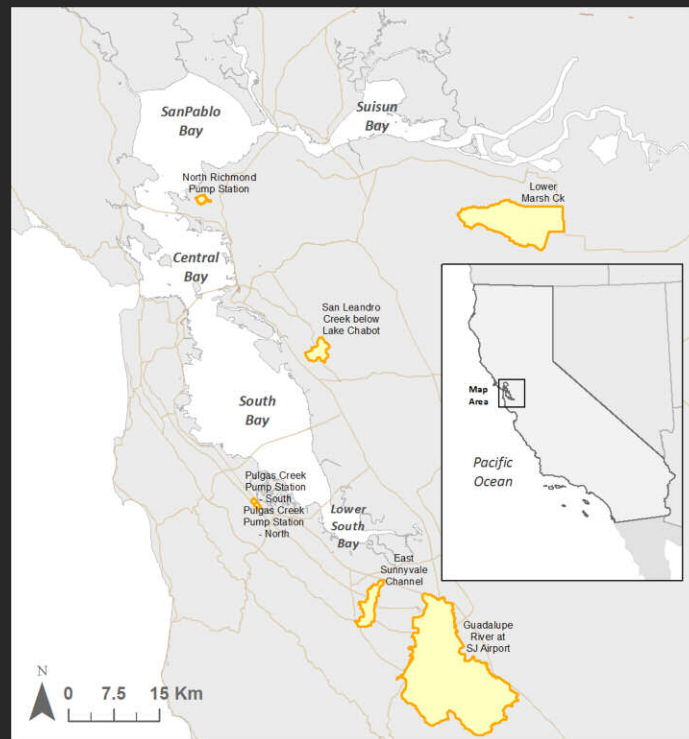 SanPablo
Bay
Suisun
Bay
North Richmond
Pump Station
Lower
Marsh Ck
Central
Bay
San Leandro
Creek below
Lake Chabot
South
Bay
Map
Area
Pacific
Ocean
Pulgas Creek
Pump Station
- South
Pulgas Creek
Pump Station
- North
Lower
South
Bay
East
Sunnyvale
Channel
Guadalupe
River at
SJ Airport
N
0 7.5 15 Km